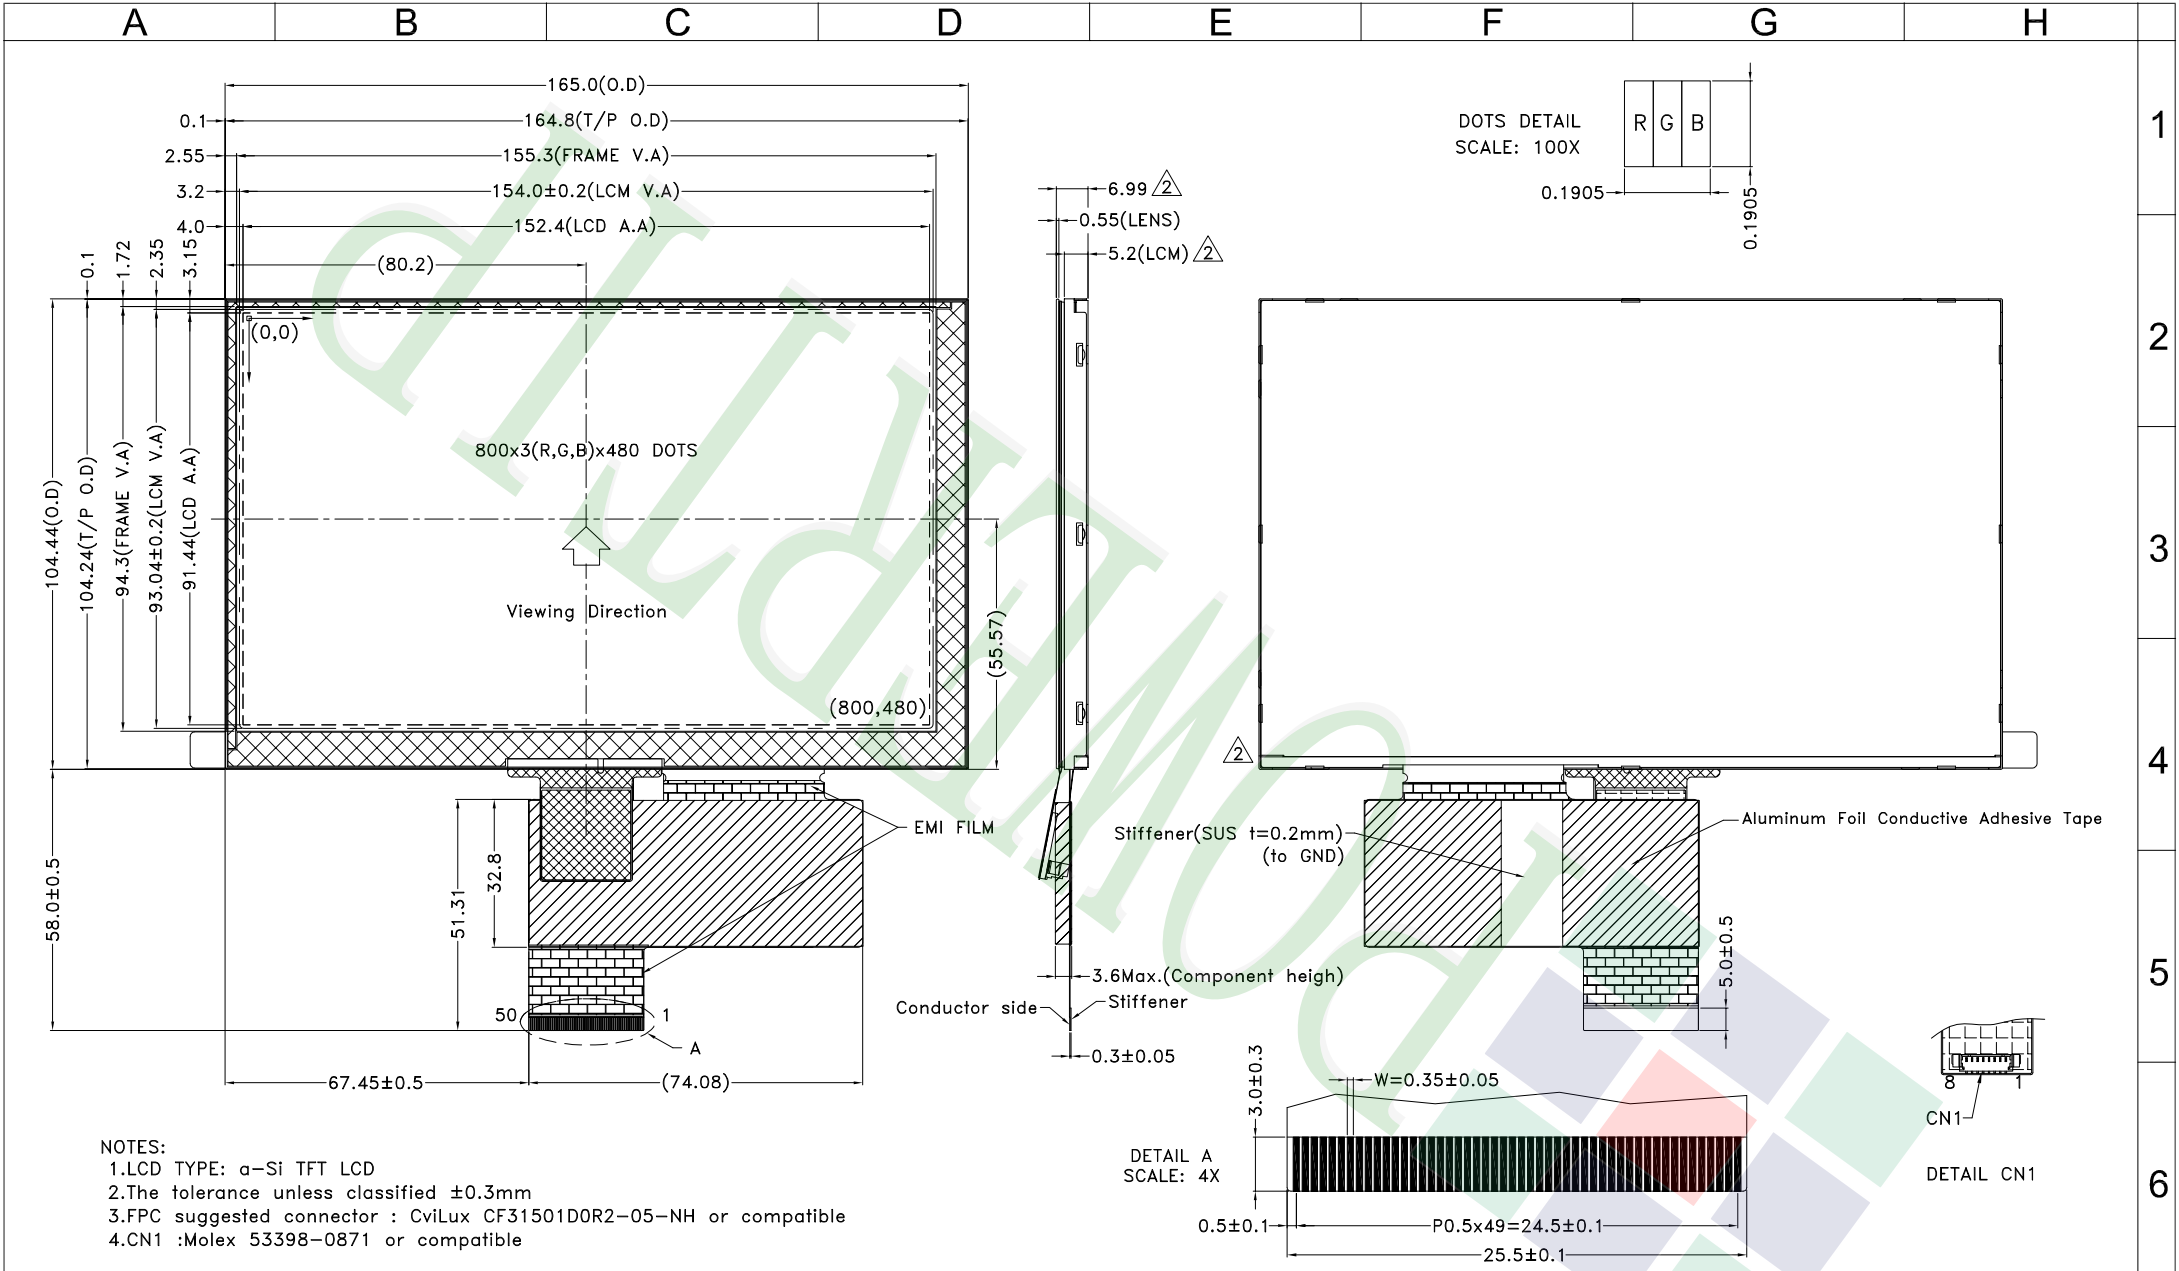 A B C D E F G H
1
2
3
4
5
6
165.0(O.D)
0.1
164.8(T/P O.D)
2.55
155.3(FRAME V.A)
3.2
154.0±0.2(LCM V.A)
4.0
152.4(LCD A.A)
(80.2)
0.1
1.72
2.35
3.15
104.44(O.D)
104.24(T/P O.D)
94.3(FRAME V.A)
93.04±0.2(LCM V.A)
91.44(LCD A.A)
(0,0)
800x3(R,G,B)x480 DOTS
Viewing Direction
(800,480)
(55.57)
58.0±0.5
51.31
32.8
EMI FILM
50
1
A
67.45±0.5
(74.08)
6.99 2
0.55(LENS)
5.2(LCM) 2
3.6Max.(Component heigh)
Conductor side
Stiffener
0.3±0.05
DOTS DETAIL
SCALE: 100X
R G B
0.1905
0.1905
2
Stiffener(SUS t=0.2mm)
(to GND)
Aluminum Foil Conductive Adhesive Tape
5.0±0.5
8 1
CN1
DETAIL CN1
3.0±0.3
W=0.35±0.05
DETAIL A
SCALE: 4X
0.5±0.1
P0.5x49=24.5±0.1
25.5±0.1
NOTES:
1.LCD TYPE: a-Si TFT LCD
2.The tolerance unless classified ±0.3mm
3.FPC suggested connector : CviLux CF31501D0R2-05-NH or compatible
4.CN1 :Molex 53398-0871 or compatible
POWERTIP